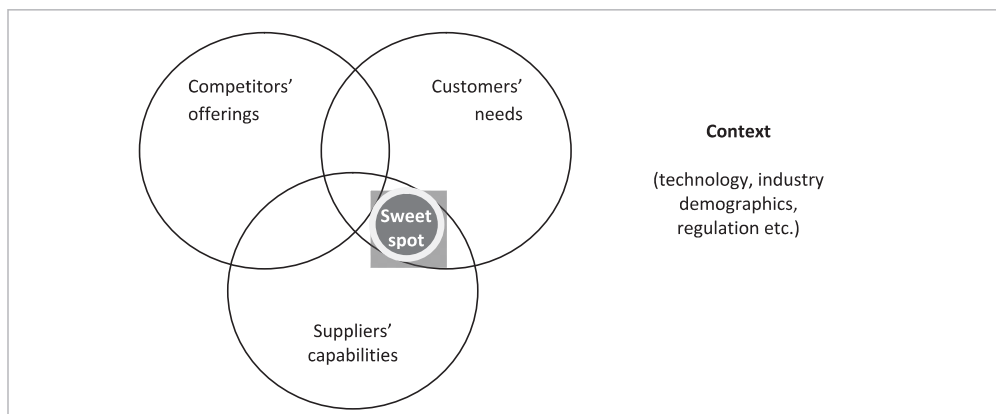 Competitors’
offerings
Customers’
needs
Context
(technology, industry
demographics,
regulation etc.)
Sweet
spot
Suppliers’
capabilities